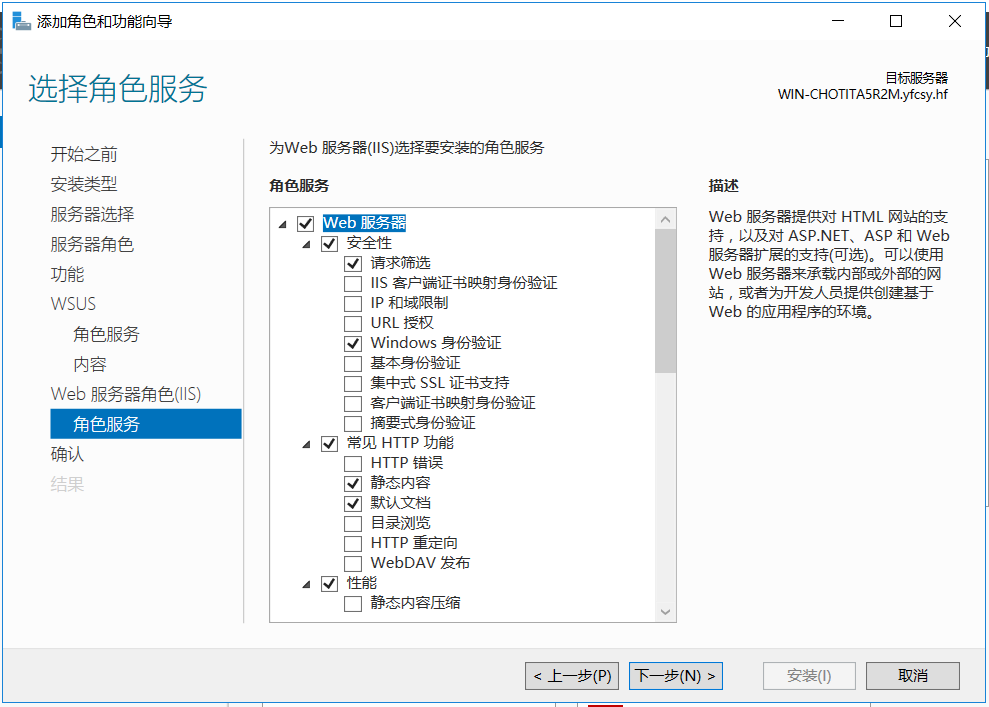 添加角色和功能向导
选择角色服务
目标服务器
WIN-CHOTITA5R2M.yfcsy.hf
开始之前
安装类型
服务器选择
服务器角色
功能
WSUS
角色服务
内容
Web 服务器角色(IIS)
角色服务
确认
结果
为Web 服务器(IIS)选择要安装的角色服务
角色服务
Web 服务器
安全性
请求筛选
IIS 客户端证书映射身份验证
IP 和域限制
URL 授权
Windows 身份验证
基本身份验证
集中式 SSL 证书支持
客户端证书映射身份验证
摘要式身份验证
常见 HTTP 功能
HTTP 错误
静态内容
默认文档
目录浏览
HTTP 重定向
WebDAV 发布
性能
静态内容压缩
描述
Web 服务器提供对 HTML 网站的支
持，以及对 ASP.NET、ASP 和 Web
服务器扩展的支持(可选)。可以使用
Web 服务器来承载内部或外部的网
站，或者为开发人员提供创建基于
Web 的应用程序的环境。
< 上一步(P)
下一步(N) >
安装(I)
取消